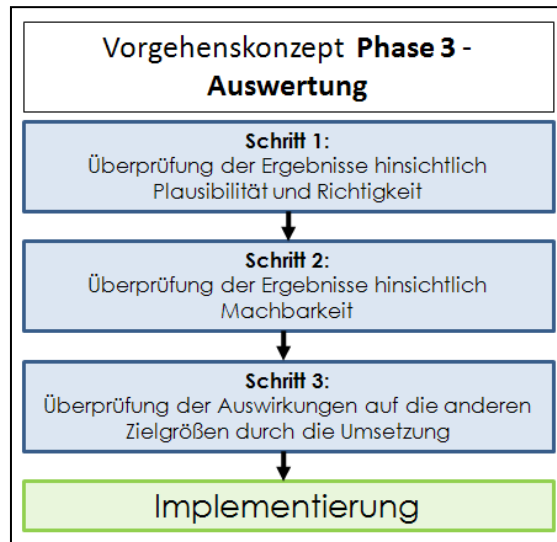 Vorgehenskonzept Phase 3 -
Auswertung
Schritt 1:
Überprüfung der Ergebnisse hinsichtlich
Plausibilität und Richtigkeit
Schritt 2:
Überprüfung der Ergebnisse hinsichtlich
Machbarkeit
Schritt 3:
Überprüfung der Auswirkungen auf die anderen
Zielgrößen durch die Umsetzung
Implementierung